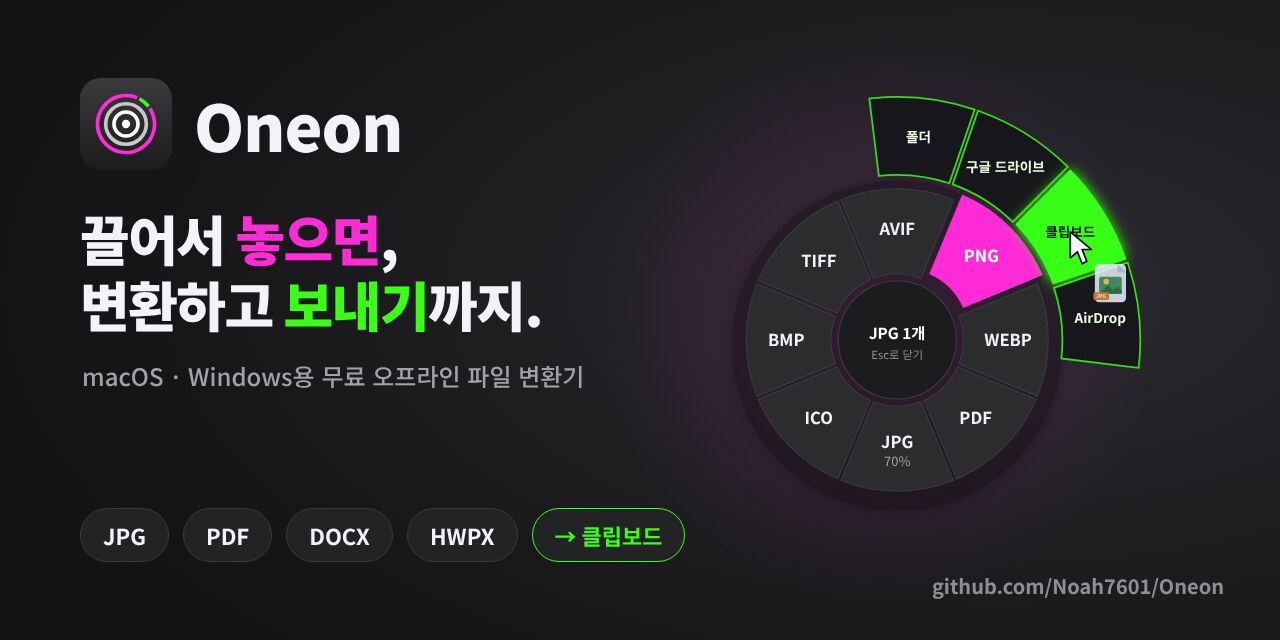 Oneon
끌어서 놓으면,
변환하고 보내기까지.
macOS · Windows용 무료 오프라인 파일 변환기
JPG
PDF
DOCX
HWPX
→ 클립보드
폴더
구글 드라이브
클립보드
AirDrop
JPG
AVIF
PNG
WEBP
PDF
JPG
70%
ICO
BMP
TIFF
JPG 1개
Esc로 닫기
github.com/Noah7601/Oneon